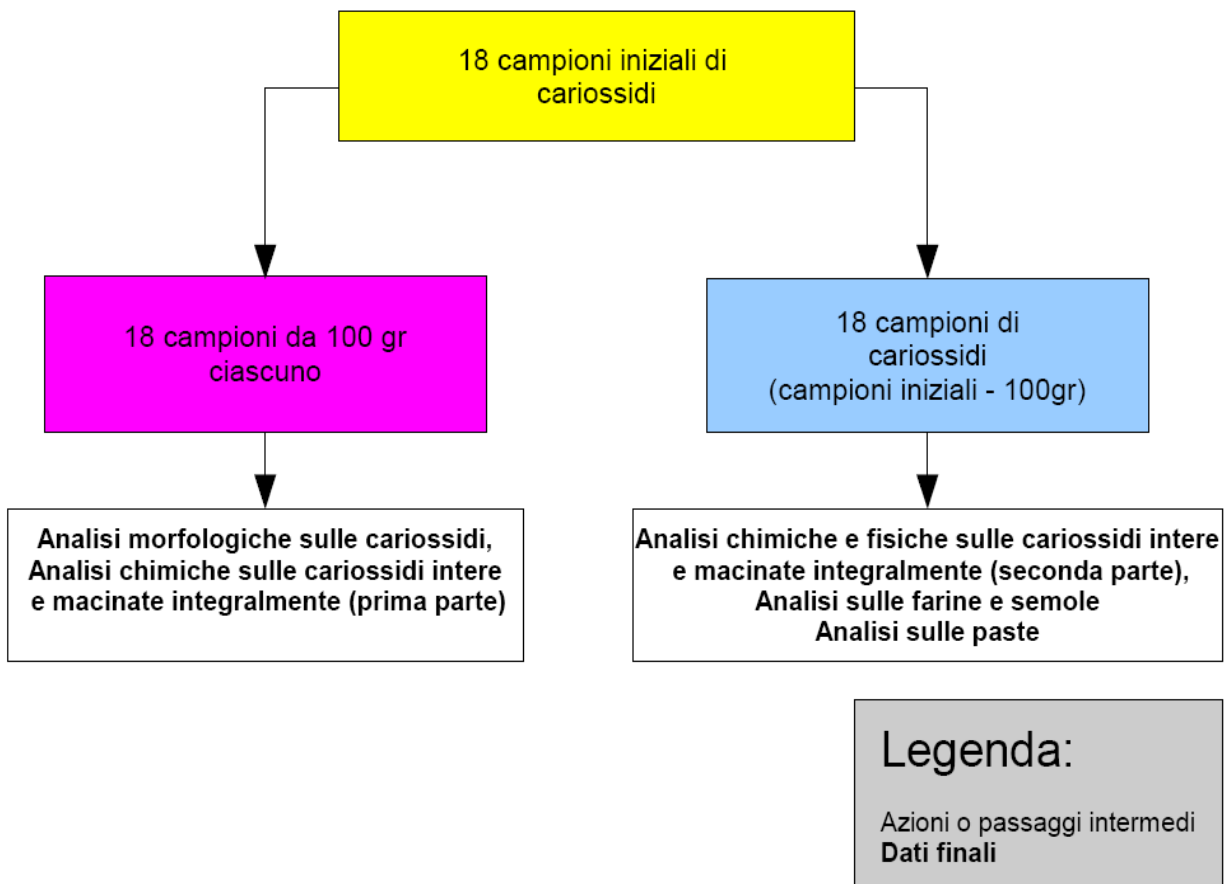 18 campioni iniziali di
cariossidi
18 campioni da 100 gr
ciascuno
18 campioni di
cariossidi
(campioni iniziali - 100gr)
Analisi morfologiche sulle cariossidi,
Analisi chimiche sulle cariossidi intere
e macinate integralmente (prima parte)
Analisi chimiche e fisiche sulle cariossidi intere
e macinate integralmente (seconda parte),
Analisi sulle farine e semole
Analisi sulle paste
Legenda:
Azioni o passaggi intermedi
Dati finali